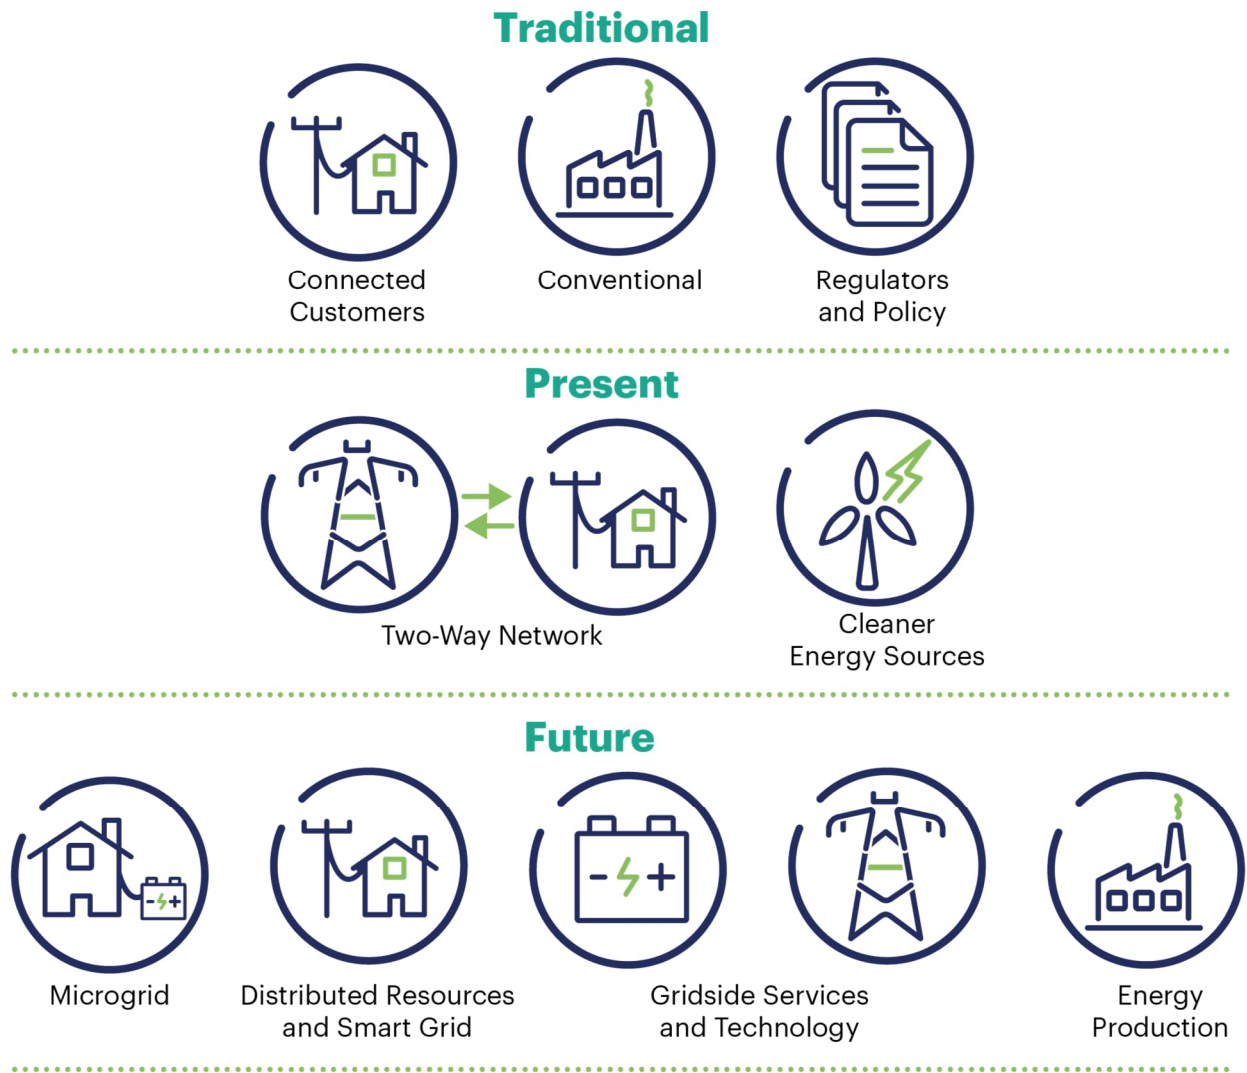 Traditional
Connected
Customers
Conventional
Regulators
and Policy
Present
Two-Way Network
Cleaner
Energy Sources
Future
Microgrid
Distributed Resources
and Smart Grid
Gridside Services
and Technology
Energy
Production